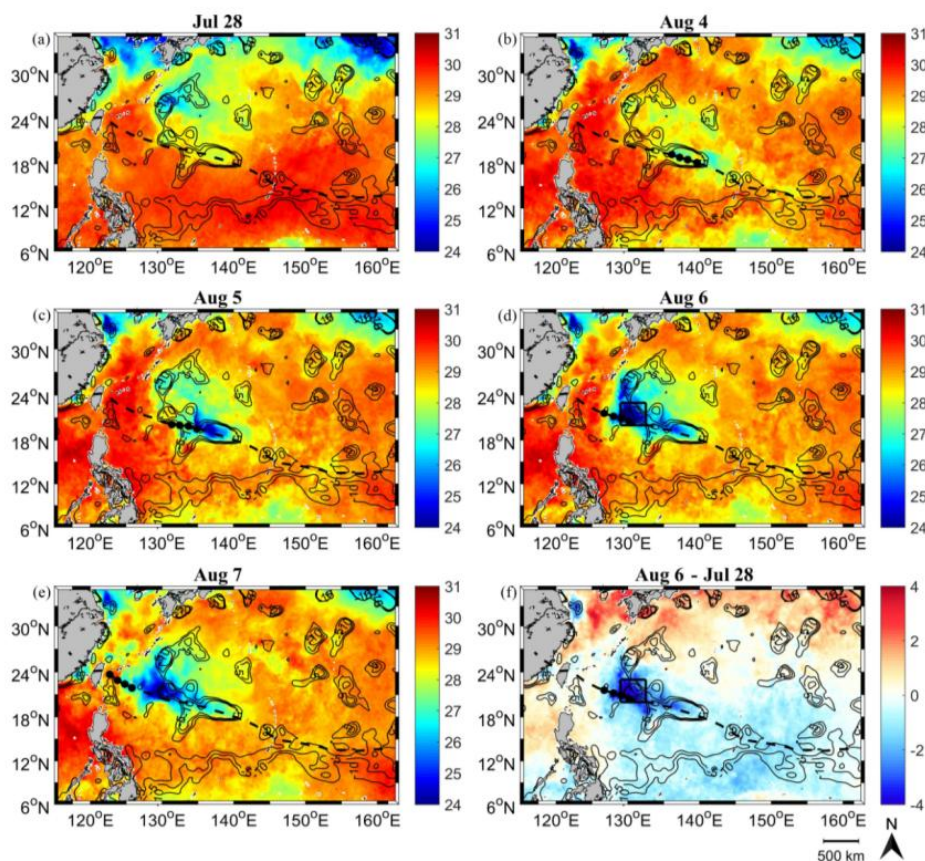 Jul 28
Aug 4
(a)
(b)
31
30
29
28
27
26
25
24
31
30
29
28
27
26
25
24
30°N
24°N
18°N
12°N
6°N
30°N
24°N
18°N
12°N
6°N
120°E 130°E 140°E 150°E 160°E
120°E 130°E 140°E 150°E 160°E
Aug 5
Aug 6
(c)
(d)
31
30
29
28
27
26
25
24
31
30
29
28
27
26
25
24
30°N
24°N
18°N
12°N
6°N
30°N
24°N
18°N
12°N
6°N
120°E 130°E 140°E 150°E 160°E
120°E 130°E 140°E 150°E 160°E
Aug 7
Aug 6 - Jul 28
(e)
(f)
31
30
29
28
27
26
25
24
4
2
0
-2
-4
30°N
24°N
18°N
12°N
6°N
30°N
24°N
18°N
12°N
6°N
120°E 130°E 140°E 150°E 160°E
120°E 130°E 140°E 150°E 160°E
N
500 km